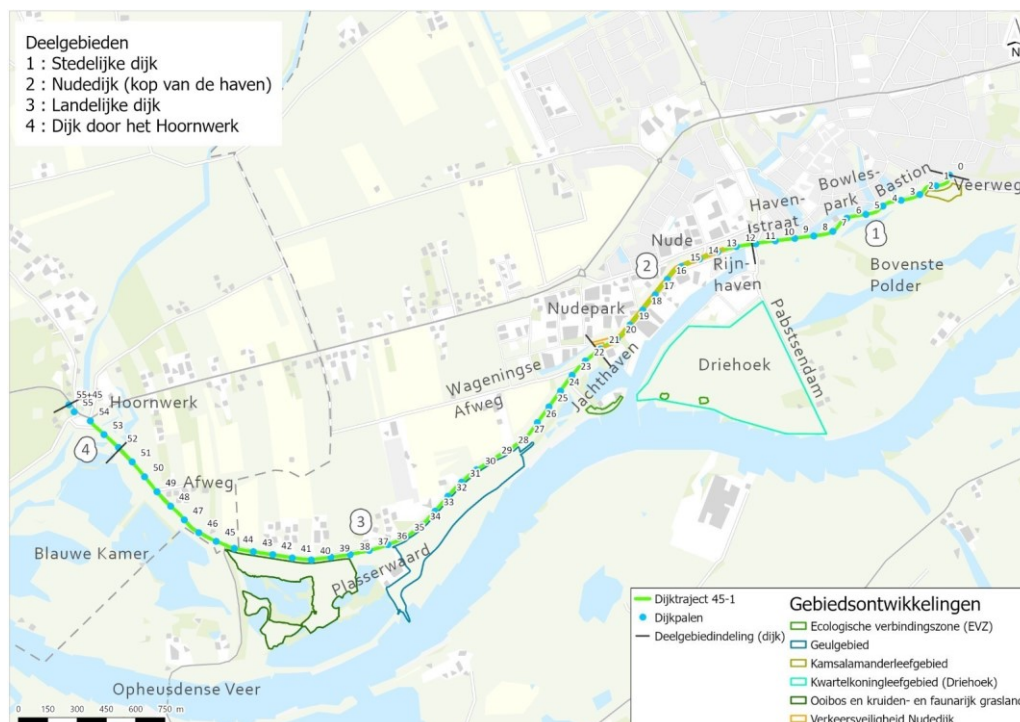 Deelgebieden
1 : Stedelijke dijk
2 : Nudedijk (kop van de haven)
3 : Landelijke dijk
4 : Dijk door het Hoornwerk
N
0
1
2
3
4
5
6
7
8
9
10
11
12
13
14
15
16
17
18
19
20
21
22
23
24
25
26
27
28
29
30
31
32
33
34
35
36
37
38
39
40
41
42
43
44
45
46
47
48
49
50
51
52
53
54
55
55+45
Veerweg
Bastion
Bowles-
park
1
Haven-
straat
Bovenste
Polder
Nude
2
Rijn-
haven
Nudepark
Pabstsendam
Driehoek
Jachthaven
Wageningse
Afweg
Hoornwerk
4
Afweg
3
Plasserwaard
Blauwe Kamer
Opheusdense Veer
0 150 300 450 600 750 m
Dijktraject 45-1
Dijkpalen
Deelgebiedindeling (dijk)
Gebiedsontwikkelingen
Ecologische verbindingszone (EVZ)
Geulgebied
Kamsalamanderleefgebied
Kwartelkoningleefgebied (Driehoek)
Ooibos en kruiden- en faunarijk grasland
Verkeersveiligheid Nudedijk